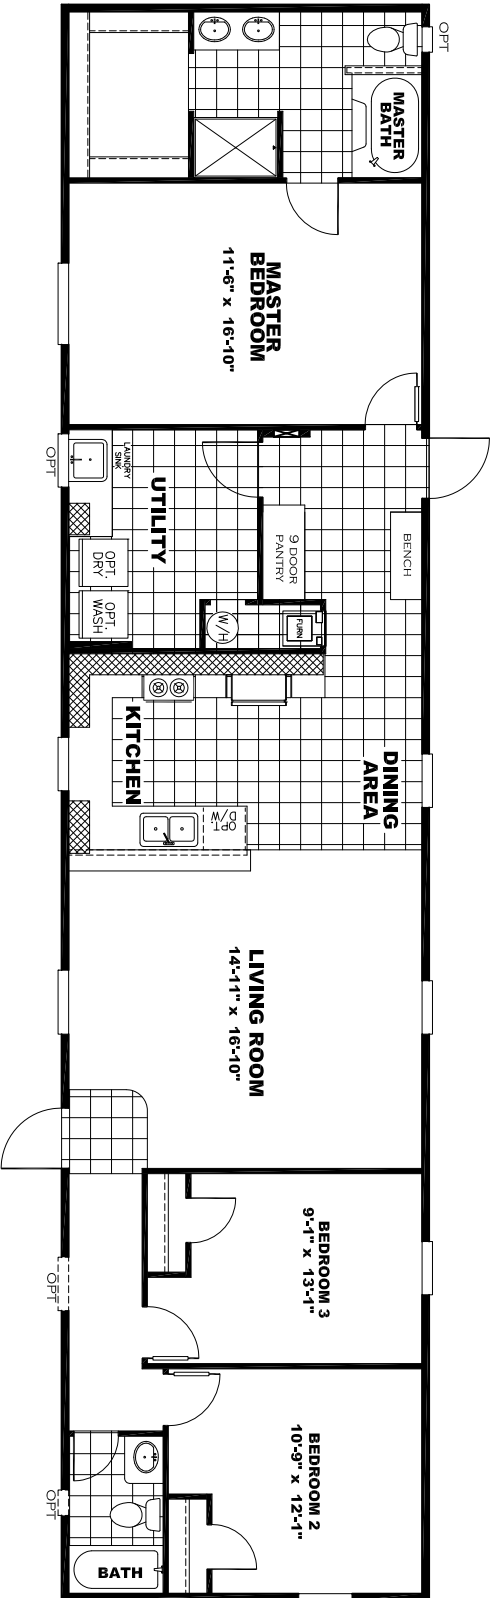 OPT
MASTER
BATH
MASTER
BEDROOM
11'-6" x 16'-10"
OPT
LAUNDRY
SINK
UTILITY
9 DOOR
PANTRY
BENCH
OPT.
DRY
OPT.
WASH
W/H
FURN
KITCHEN
DINING
AREA
OPT.
D/W
LIVING ROOM
14'-11" x 16'-10"
BEDROOM 3
9'-1" x 13'-1"
OPT
BEDROOM 2
10'-9" x 12'-1"
OPT
BATH